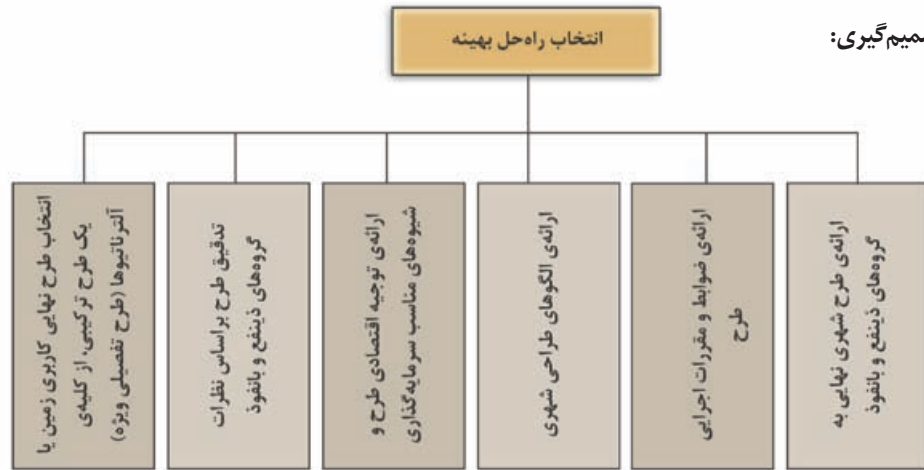 صمیم‌گیری:
انتخاب راه‌حل بهینه
ارائه‌ی طرح شهری نهایی به
گروه‌های ذینفع و بانفوذ
ارائه‌ی ضوابط و مقررات اجرایی
طرح
ارائه‌ی الگوهای طراحی شهری
ارائه‌ی توجیه اقتصادی طرح و
شیوه‌های مناسب سرمایه‌گذاری
تدقیق طرح براساس نظرات
گروه‌های ذینفع و بانفوذ
انتخاب طرح نهایی کاربری زمین یا
یک طرح ترکیبی، از کلیه‌ی
آلترناتیوها (طرح تفصیلی ویژه)